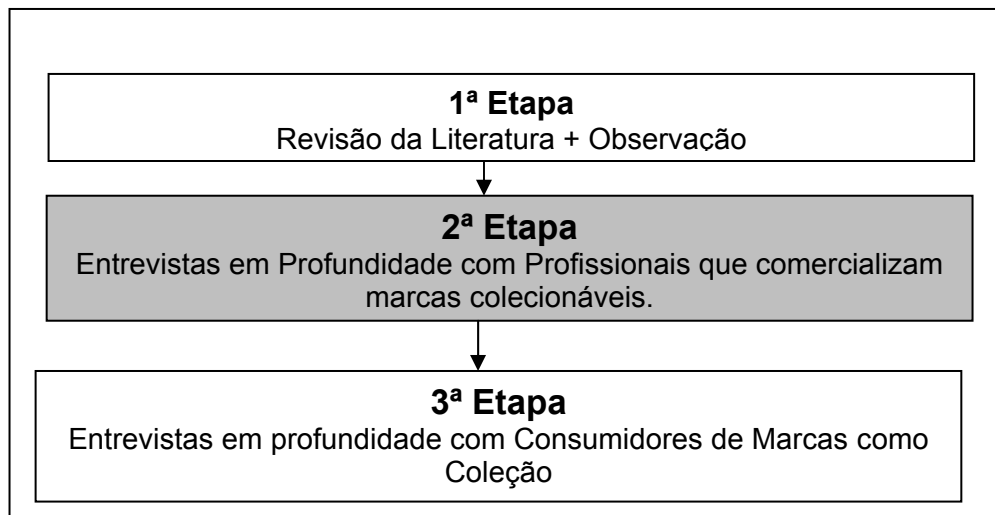 1ª Etapa
Revisão da Literatura + Observação
2ª Etapa
Entrevistas em Profundidade com Profissionais que comercializam
marcas colecionáveis.
3ª Etapa
Entrevistas em profundidade com Consumidores de Marcas como
Coleção